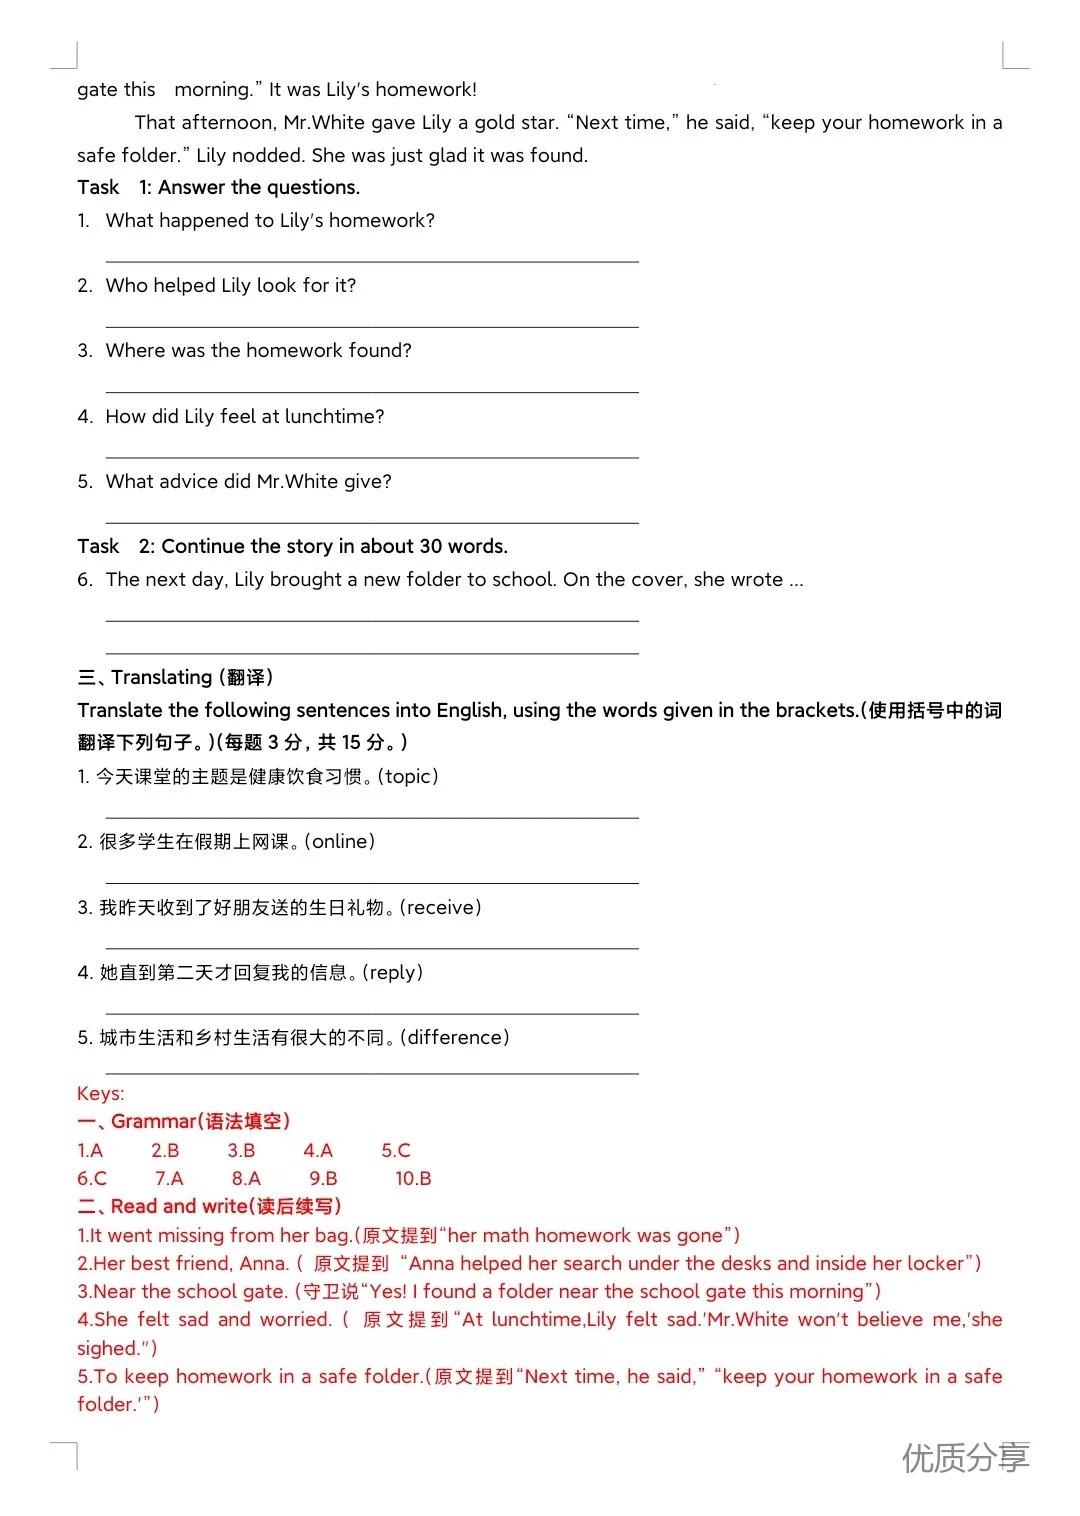 gate this morning.” It was Lily's homework!
That afternoon, Mr.White gave Lily a gold star. “Next time,” he said, “keep your homework in a
safe folder.” Lily nodded. She was just glad it was found.
Task 1: Answer the questions.
1. What happened to Lily's homework?
2. Who helped Lily look for it?
3. Where was the homework found?
4. How did Lily feel at lunchtime?
5. What advice did Mr.White give?
Task 2: Continue the story in about 30 words.
6. The next day, Lily brought a new folder to school. On the cover, she wrote ...
三、Translating (翻译)
Translate the following sentences into English, using the words given in the brackets.(使用括号中的词
翻译下列句子。)(每题 3 分, 共 15 分。)
1. 今天课堂的主题是健康饮食习惯。(topic)
2. 很多学生在假期上网课。(online)
3. 我昨天收到了好朋友送的生日礼物。(receive)
4. 她直到第二天才回复我的信息。(reply)
5. 城市生活和乡村生活有很大的不同。(difference)
Keys:
一、Grammar(语法填空)
1.A 2.B 3.B 4.A 5.C
6.C 7.A 8.A 9.B 10.B
二、Read and write(读后续写)
1.It went missing from her bag.(原文提到“her math homework was gone”)
2.Her best friend, Anna. ( 原文提到 “Anna helped her search under the desks and inside her locker”)
3.Near the school gate. (守卫说“Yes! I found a folder near the school gate this morning”)
4.She felt sad and worried. ( 原文提到“At lunchtime,Lily felt sad.'Mr.White won't believe me,'she
sighed.")
5.To keep homework in a safe folder.(原文提到“Next time, he said,” “keep your homework in a safe
folder.'”)
优质分享